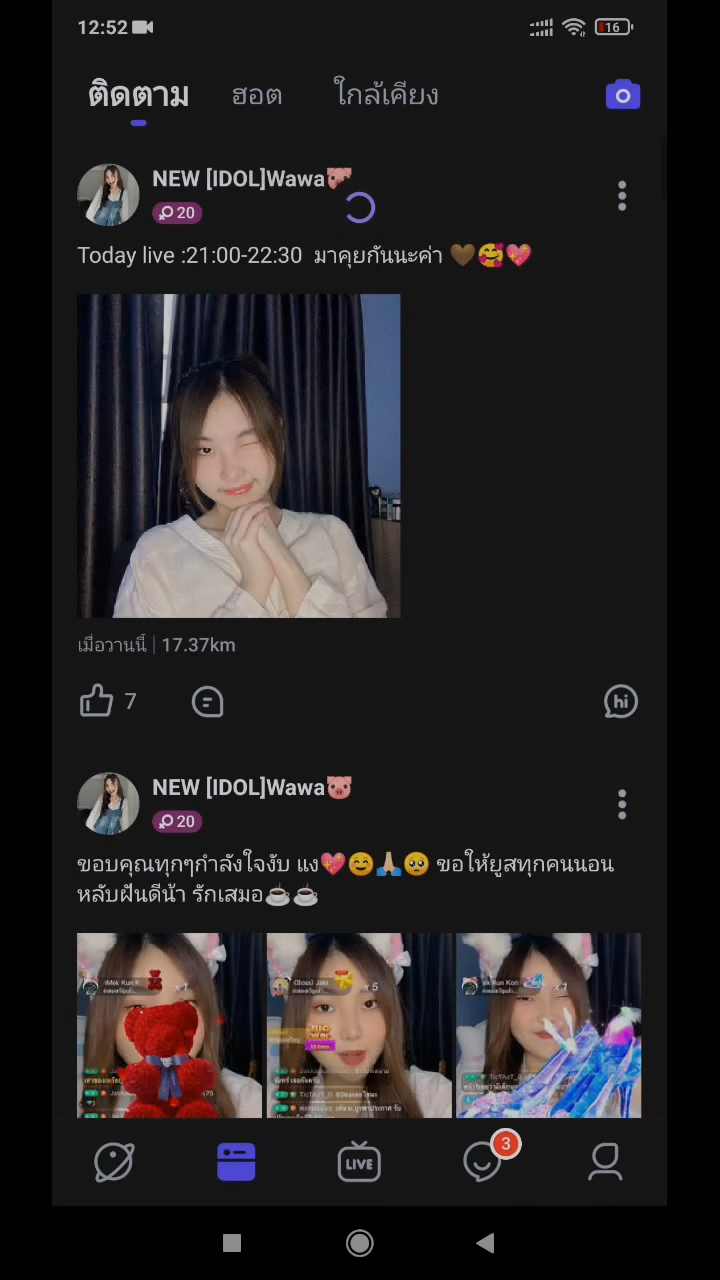 12:52
16
ติดตาม ฮอต ใกล้เคียง
NEW [IDOL]Wawa🐷
20
Today live :21:00-22:30 มาคุยกันนะค่า 🤎🥰💖
เมื่อวานนี้ | 17.37km
7
hi
NEW [IDOL]Wawa🐷
20
ขอบคุณทุกๆกำลังใจงับ แง💖☺️🙏🏼🥺 ขอให้ยูสทุกคนนอน
หลับฝันดีน้า รักเสมอ☕☕
x1
x5
x1
LIVE
3